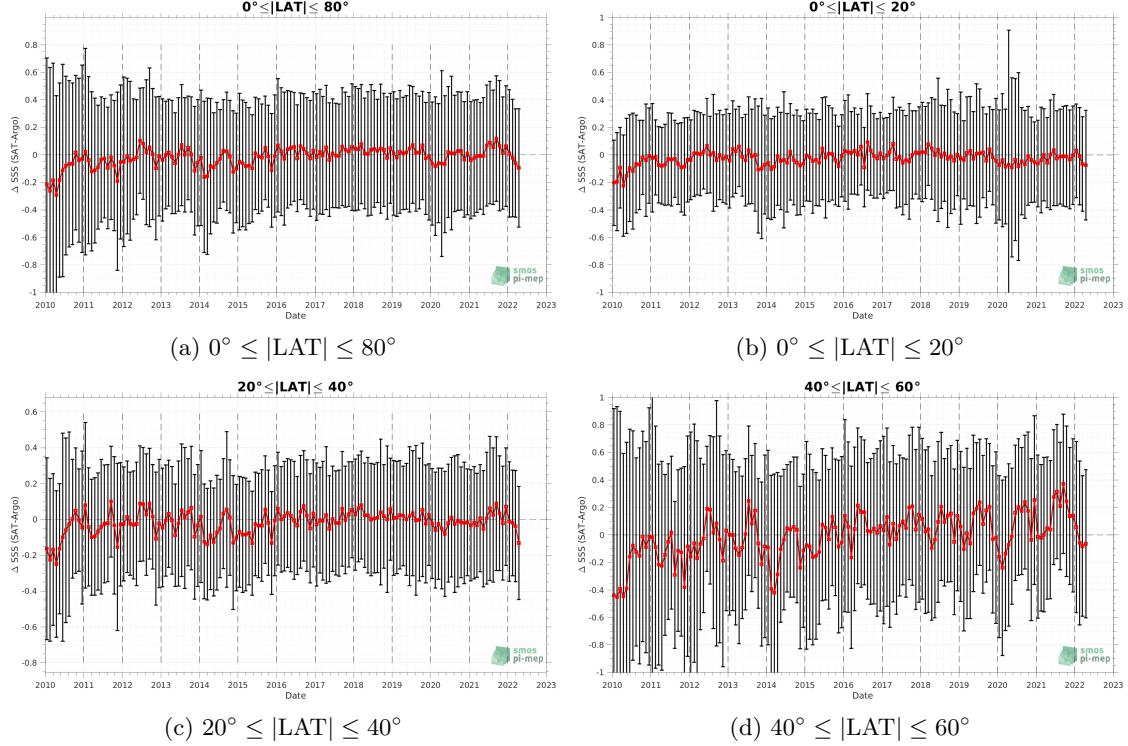 0°≤|LAT|≤ 80°
Δ SSS (SAT-Argo)
0.8
0.6
0.4
0.2
0
-0.2
-0.4
-0.6
-0.8
-1
2010 2011 2012 2013 2014 2015 2016 2017 2018 2019 2020 2021 2022 2023
Date
smos
pi-mep
(a) 0° ≤ |LAT| ≤ 80°
0°≤|LAT|≤ 20°
Δ SSS (SAT-Argo)
1
0.8
0.6
0.4
0.2
0
-0.2
-0.4
-0.6
-0.8
-1
2010 2011 2012 2013 2014 2015 2016 2017 2018 2019 2020 2021 2022 2023
Date
smos
pi-mep
(b) 0° ≤ |LAT| ≤ 20°
20°≤|LAT|≤ 40°
Δ SSS (SAT-Argo)
0.6
0.4
0.2
0
-0.2
-0.4
-0.6
-0.8
2010 2011 2012 2013 2014 2015 2016 2017 2018 2019 2020 2021 2022 2023
Date
smos
pi-mep
(c) 20° ≤ |LAT| ≤ 40°
40°≤|LAT|≤ 60°
Δ SSS (SAT-Argo)
1
0.8
0.6
0.4
0.2
0
-0.2
-0.4
-0.6
-0.8
-1
2010 2011 2012 2013 2014 2015 2016 2017 2018 2019 2020 2021 2022 2023
Date
smos
pi-mep
(d) 40° ≤ |LAT| ≤ 60°